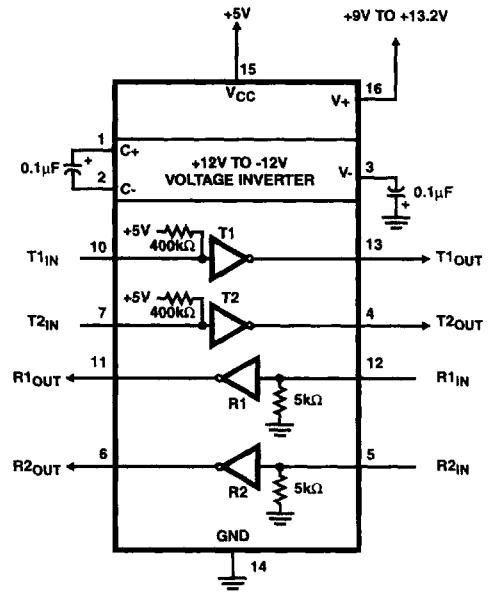 +5V
+9V TO +13.2V
15
VCC
16
V+
1
C+
0.1µF
+
2
C-
+12V TO -12V
VOLTAGE INVERTER
V-
3
0.1µF
+
+5V
400kΩ
T1
T1IN
10
13
T1OUT
+5V
400kΩ
T2
T2IN
7
4
T2OUT
R1OUT
11
R1
5kΩ
12
R1IN
R2OUT
6
R2
5kΩ
5
R2IN
GND
14